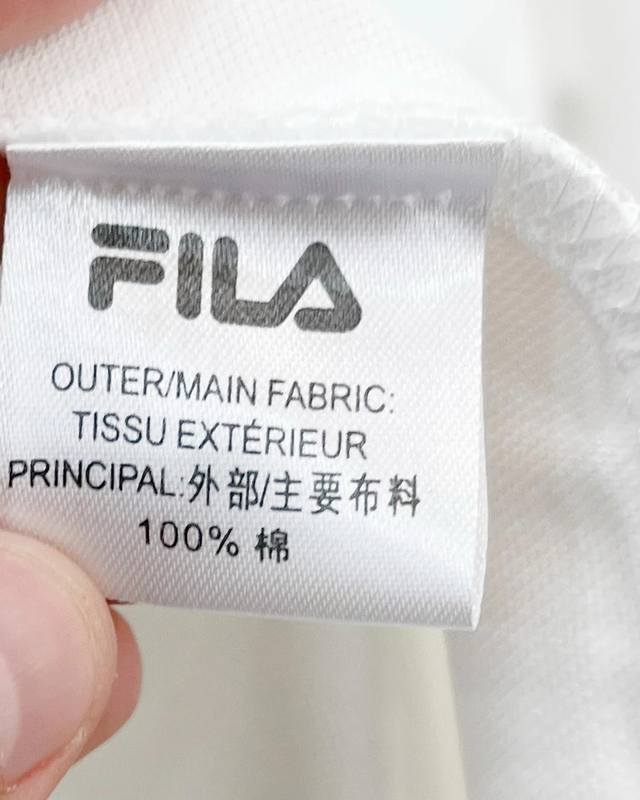 FILA
OUTER/MAIN FABRIC:
TISSU EXTÉRIEUR
PRINCIPAL:外部/主要布料
100% 棉